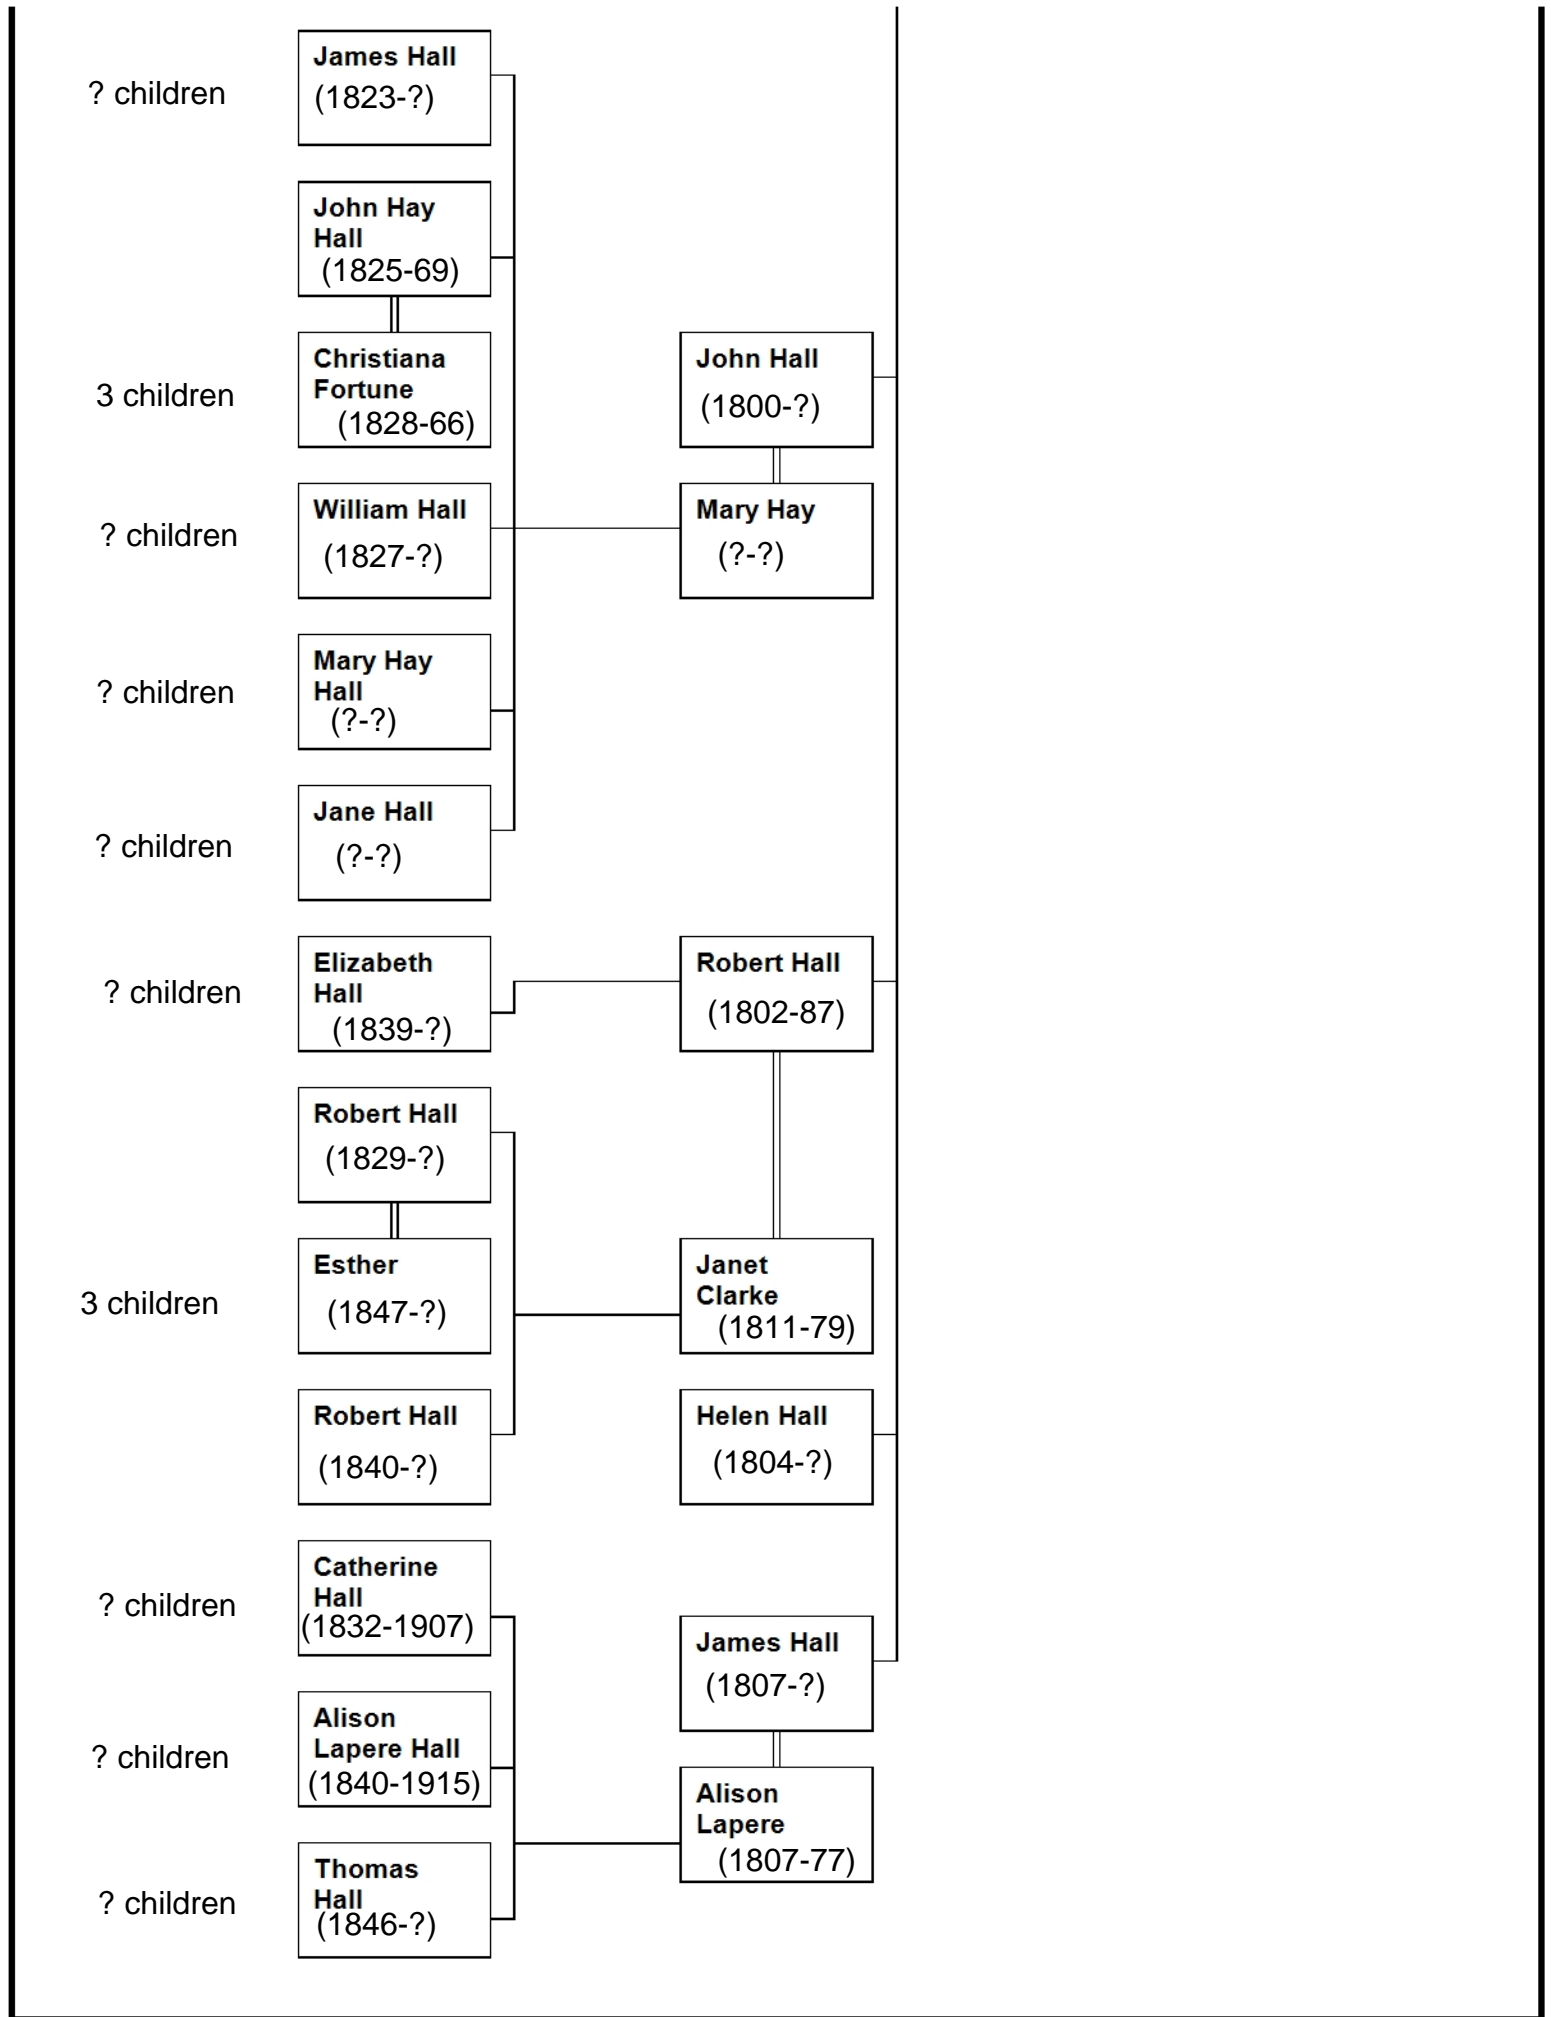 ? children
James Hall
(1823-?)
John Hay
Hall
(1825-69)
3 children
Christiana
Fortune
(1828-66)
John Hall
(1800-?)
? children
William Hall
(1827-?)
Mary Hay
(?-?)
? children
Mary Hay
Hall
(?-?)
? children
Jane Hall
(?-?)
? children
Elizabeth
Hall
(1839-?)
Robert Hall
(1802-87)
Robert Hall
(1829-?)
3 children
Esther
(1847-?)
Janet
Clarke
(1811-79)
Robert Hall
(1840-?)
Helen Hall
(1804-?)
? children
Catherine
Hall
(1832-1907)
James Hall
(1807-?)
? children
Alison
Lapere Hall
(1840-1915)
Alison
Lapere
(1807-77)
? children
Thomas
Hall
(1846-?)